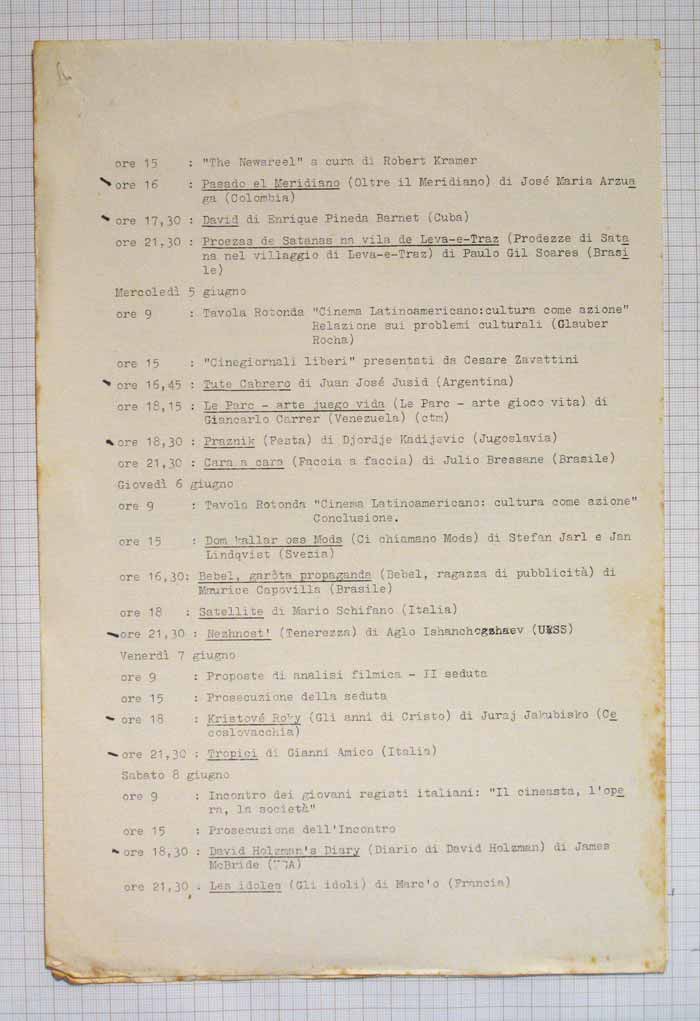 ore 15 : "The Newsreel" a cura di Robert Kramer
ore 16 : Pasado el Meridiano (Oltre il Meridiano) di José Maria Arzua
ga (Colombia)
ore 17,30 : David di Enrique Pineda Barnet (Cuba)
ore 21,30 : Proezas de Satanas na vila de Leva-e-Traz (Prodezze di Sata
na nel villaggio di Leva-e-Traz) di Paulo Gil Soares (Brasi
le)
Mercoledì 5 giugno
ore 9 : Tavola Rotonda "Cinema Latinoamericano:cultura come azione"
Relazione sui problemi culturali (Glauber
Rocha)
ore 15 : "Cinegiornali liberi" presentati da Cesare Zavattini
ore 16,45 : Tute Cabrero di Juan José Jusid (Argentina)
ore 18,15 : Le Parc - arte juego vida (Le Parc - arte gioco vita) di
Giancarlo Carrer (Venezuela) (ctm)
ore 18,30 : Praznik (Festa) di Djordje Kadijevic (Jugoslavia)
ore 21,30 : Cara a cara (Faccia a faccia) di Julio Bressane (Brasile)
Giovedì 6 giugno
ore 9 : Tavola Rotonda "Cinema Latinoamericano: cultura come azione"
Conclusione.
ore 15 : Dom kallar oss Mods (Ci chiamano Mods) di Stefan Jarl e Jan
Lindqvist (Svezia)
ore 16,30: Bebel, garôta propaganda (Bebel, ragazza di pubblicità) di
Maurice Capovilla (Brasile)
ore 18 : Satellite di Mario Schifano (Italia)
ore 21,30 : Nezhnost' (Tenerezza) di Aglo (URSS)
Venerdì 7 giugno
ore 9 : Proposte di analisi filmica - II seduta
ore 15 : Prosecuzione della seduta
ore 18 : Kristové Roky (Gli anni di Cristo) di Juraj Jakubisko (Ce
coslovacchia)
ore 21,30 : Tropici di Gianni Amico (Italia)
Sabato 8 giugno
ore 9 : Incontro dei giovani registi italiani: "Il cineasta, l'ope
ra, la società"
ore 15 : Prosecuzione dell'Incontro
ore 18,30 : David Holzman's Diary (Diario di David Holzman) di James
McBride (USA)
ore 21,30 : Les idoles (Gli idoli) di Marc'o (Francia)